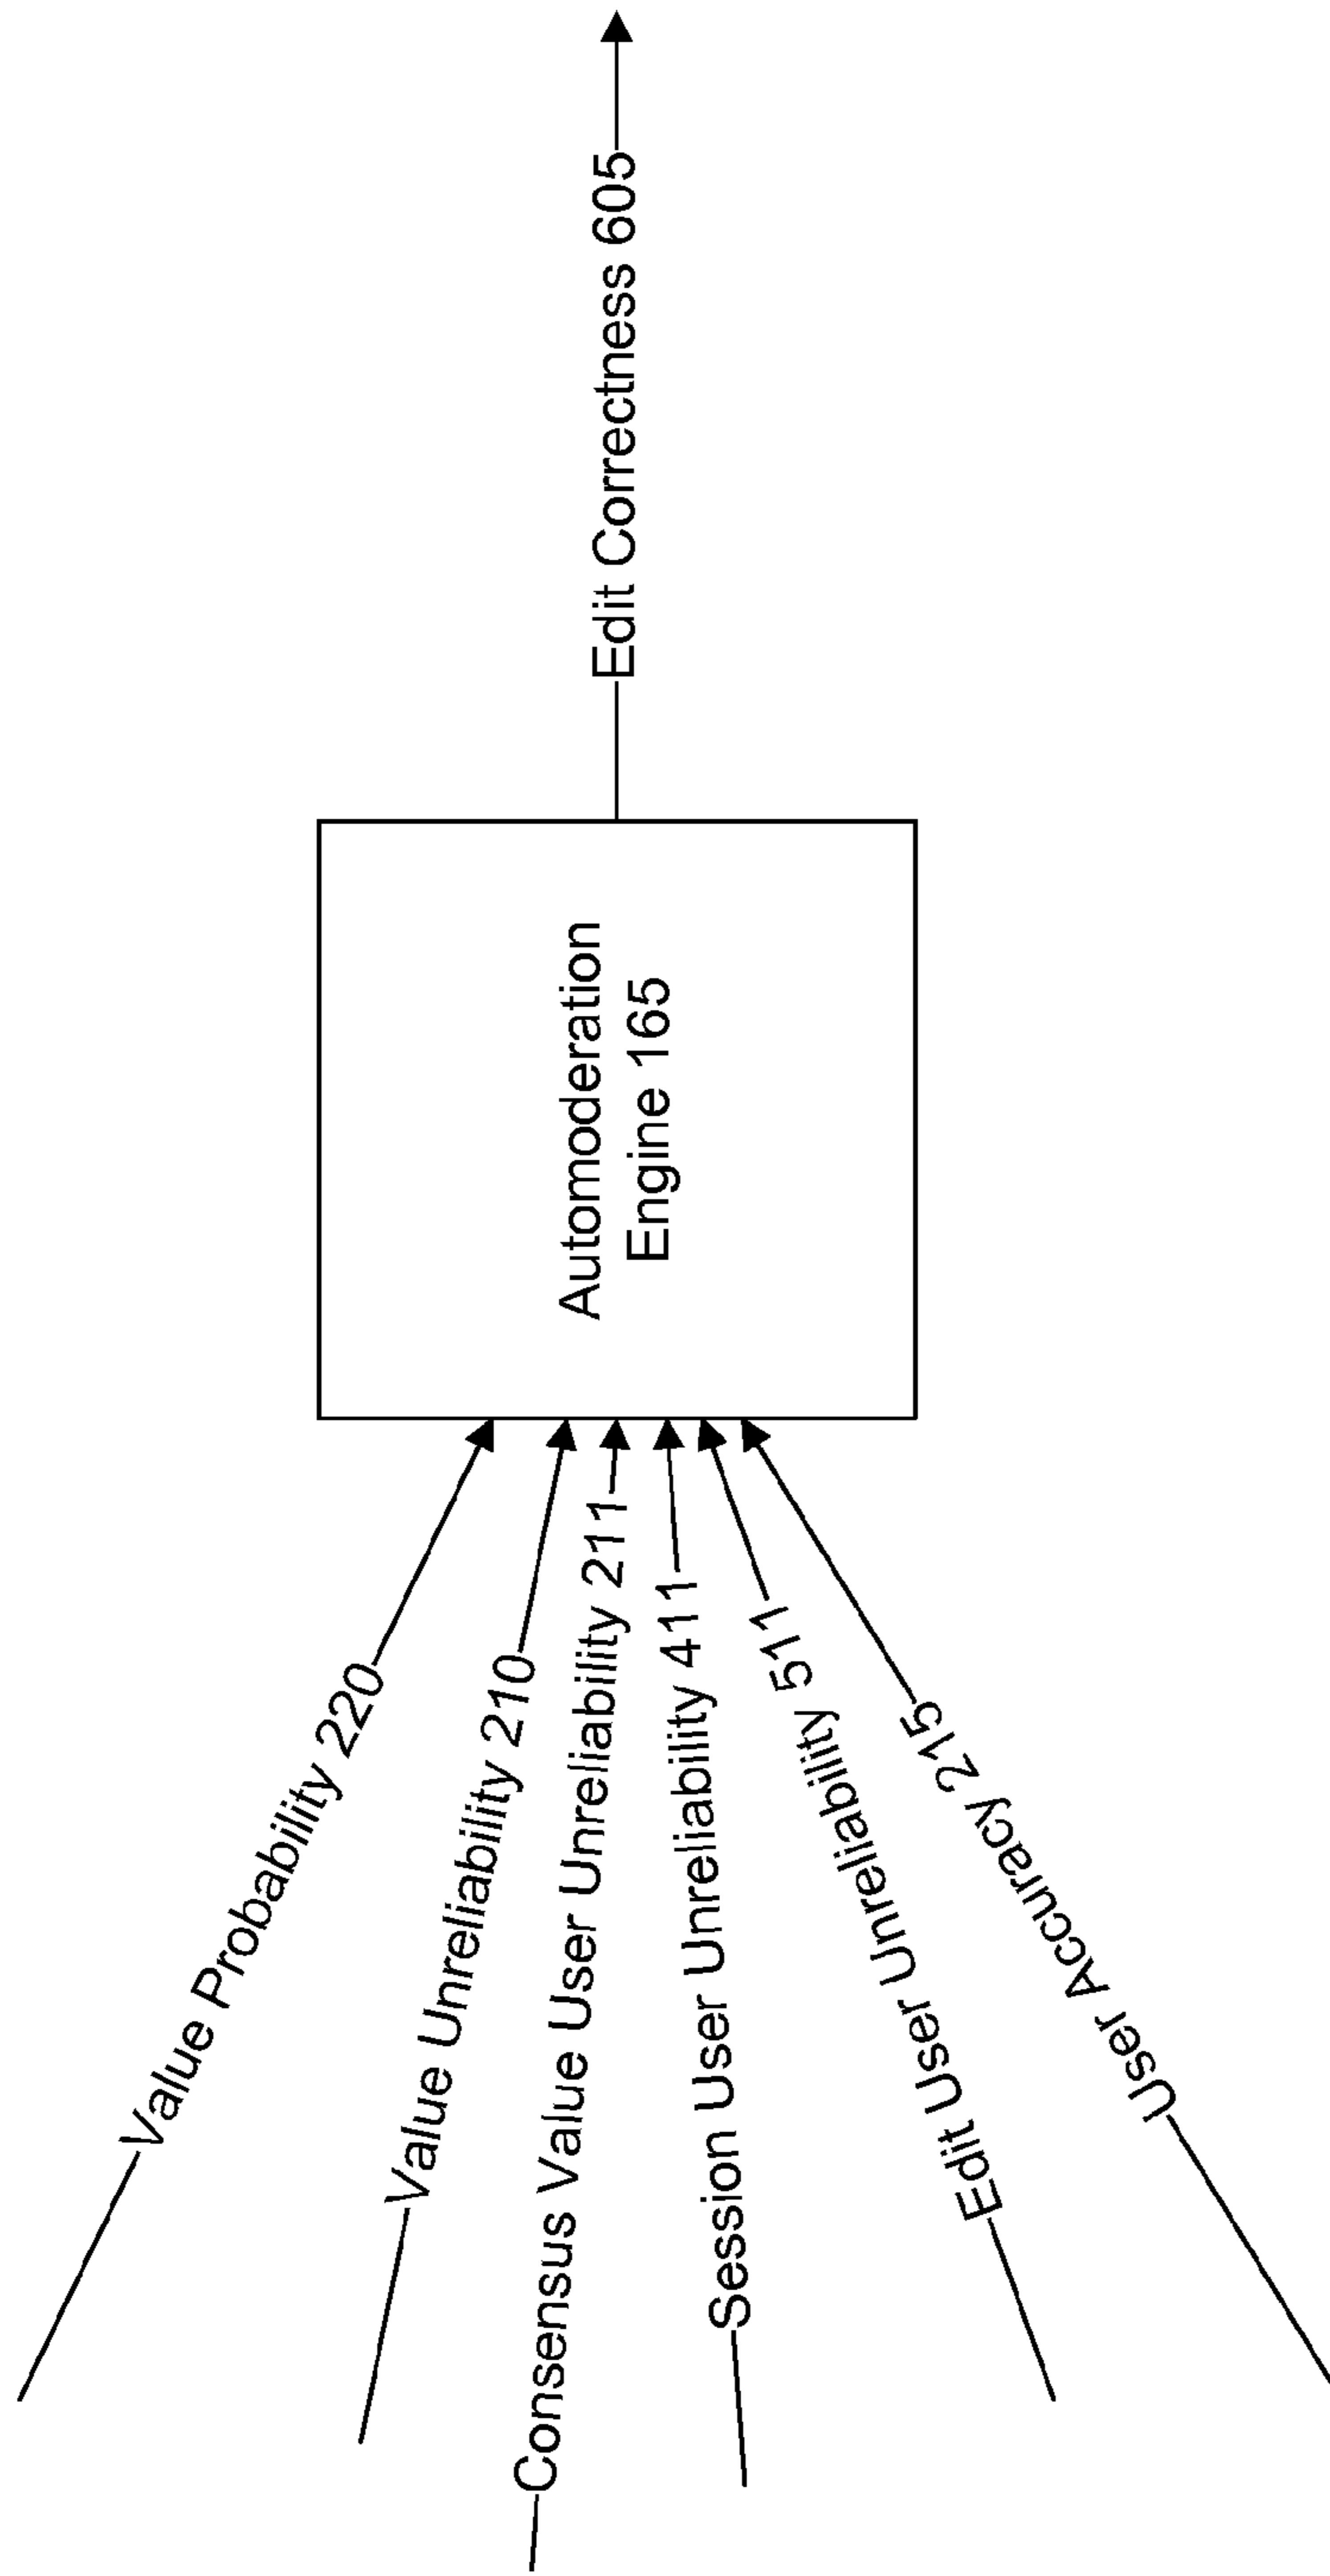 Value Probability 220
Value Unreliability 210
Consensus Value User Unreliability 211
Session User Unreliability 411
Edit User Unreliability 511
User Accuracy 215
Automoderation
Engine 165
Edit Correctness 605